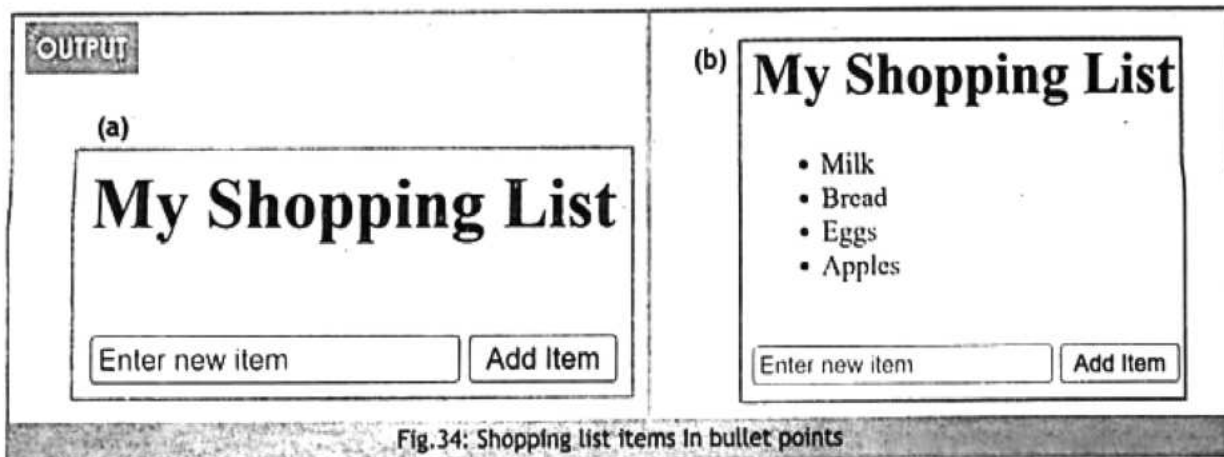 OUTPUT
(a)
My Shopping List
Enter new item
Add Item
(b)
My Shopping List
• Milk
• Bread
• Eggs
• Apples
Enter new item
Add Item
Fig.34: Shopping list items in bullet points